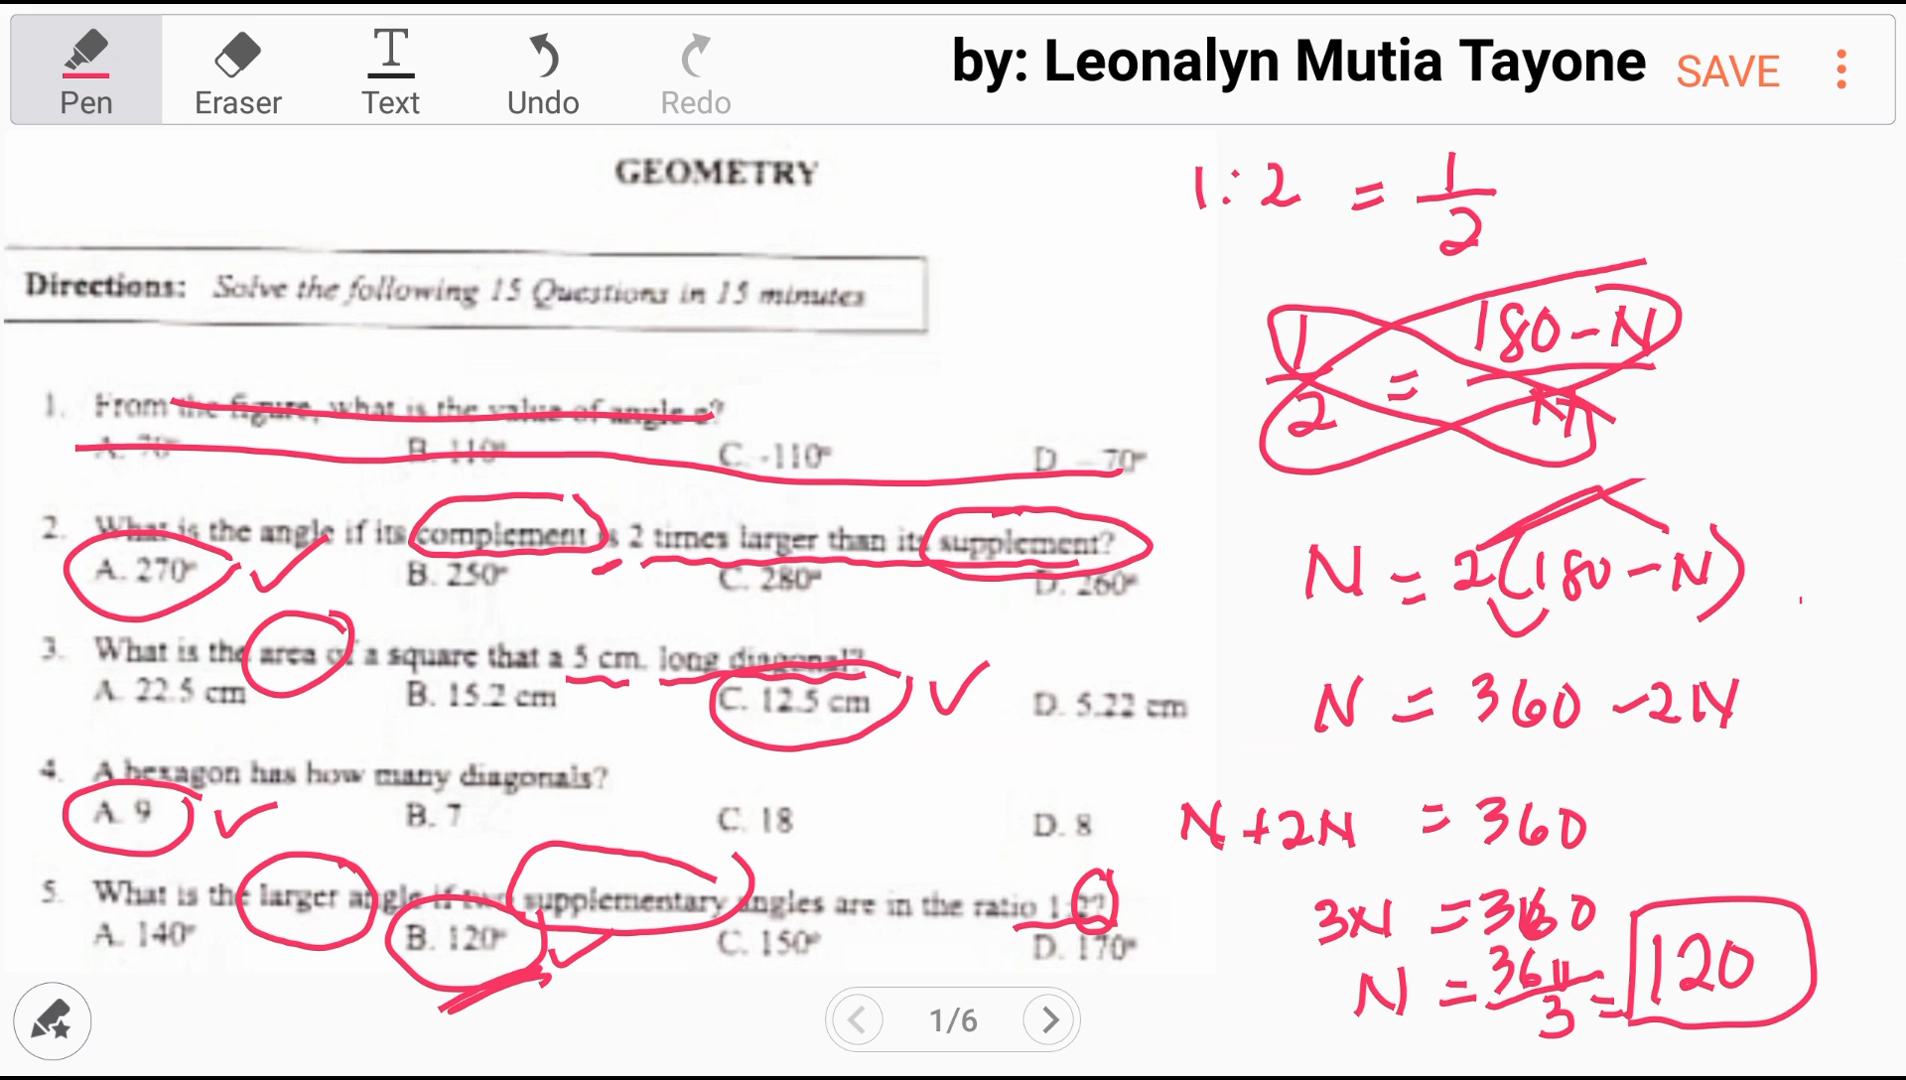 Pen
Eraser
Text
Undo
Redo
by: Leonalyn Mutia Tayone
SAVE
GEOMETRY
Directions: Solve the following 15 Questions in 15 minutes
1. From the figure, what is the value of angle e?
A. 70° B. 110° C. -110° D. -70°
2. What is the angle if its complement is 2 times larger than its supplement?
A. 270° B. 250° C. 280° D. 260°
3. What is the area of a square that a 5 cm. long diagonal?
A. 22.5 cm B. 15.2 cm C. 12.5 cm D. 5.22 cm
4. A hexagon has how many diagonals?
A. 9 B. 7 C. 18 D. 8
5. What is the larger angle if two supplementary angles are in the ratio 1:2?
A. 140° B. 120° C. 150° D. 170°
1/6
1:2 = 1/2
1/2 = 180-N/N
N = 2(180-N)
N = 360-2N
N+2N = 360
3N = 360
N = 360/3 = 120